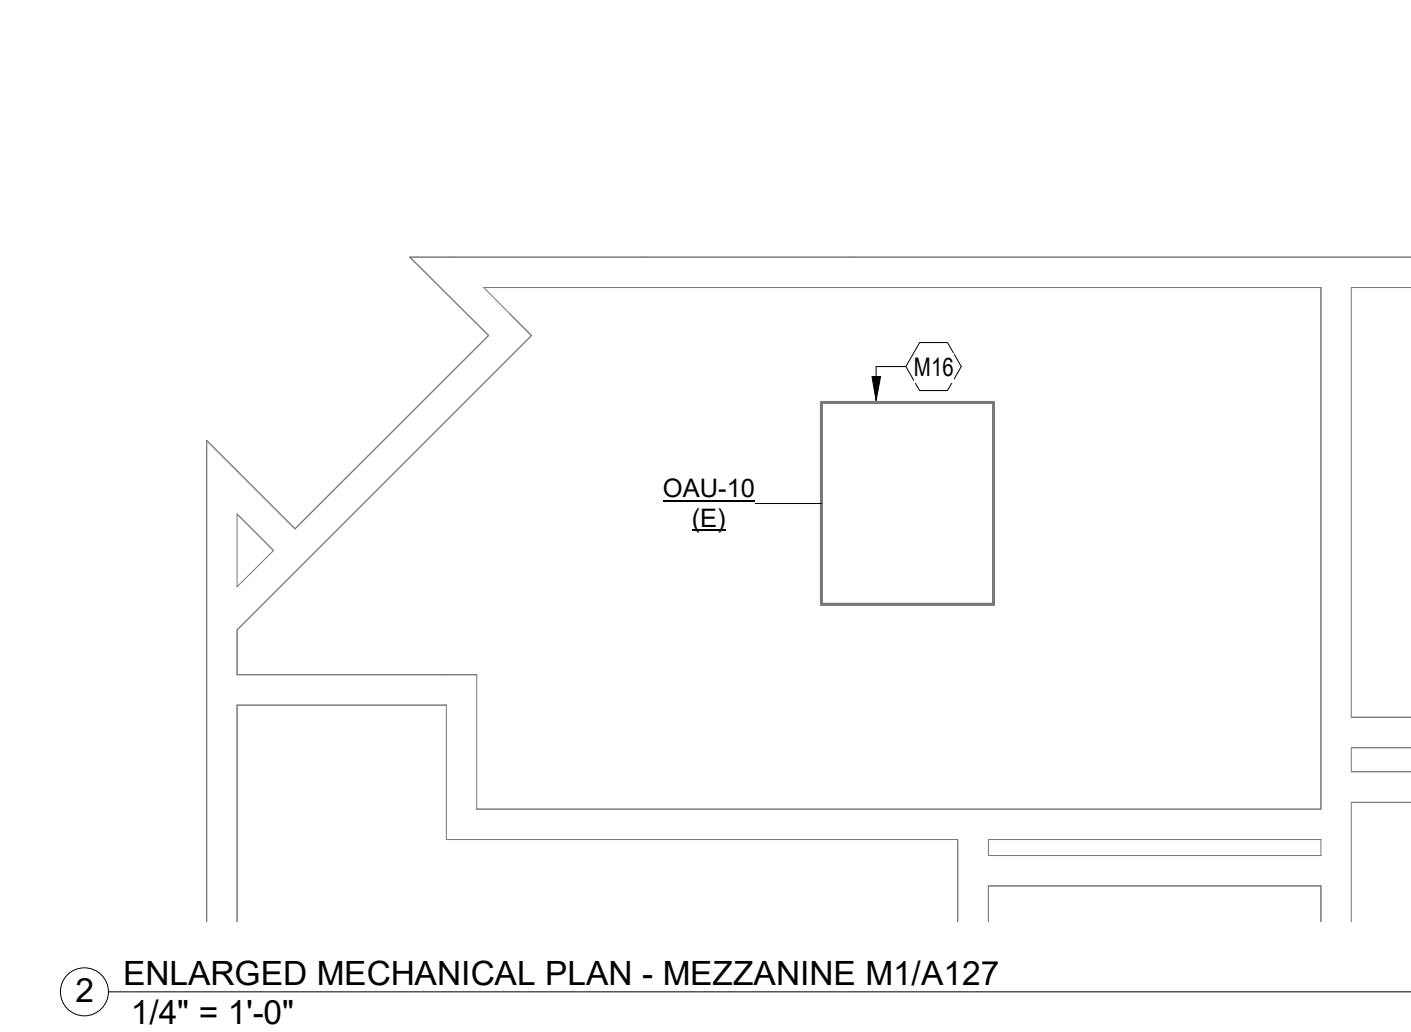 M16
OAU-10
(E)
2
ENLARGED MECHANICAL PLAN - MEZZANINE M1/A127
1/4" = 1'-0"